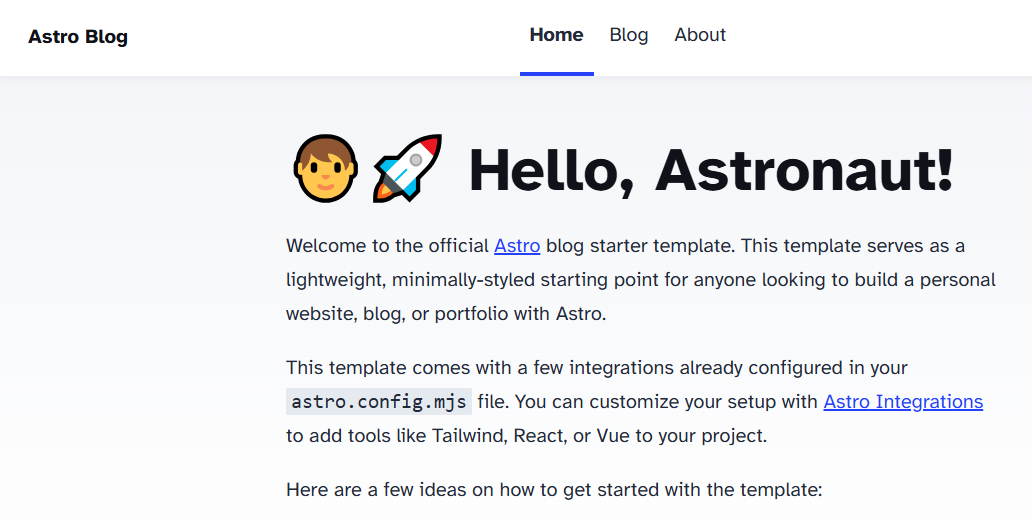 Astro Blog
Home Blog About
🧑‍🚀 Hello, Astronaut!
Welcome to the official Astro blog starter template. This template serves as a
lightweight, minimally-styled starting point for anyone looking to build a personal
website, blog, or portfolio with Astro.
This template comes with a few integrations already configured in your
astro.config.mjs file. You can customize your setup with Astro Integrations
to add tools like Tailwind, React, or Vue to your project.
Here are a few ideas on how to get started with the template: